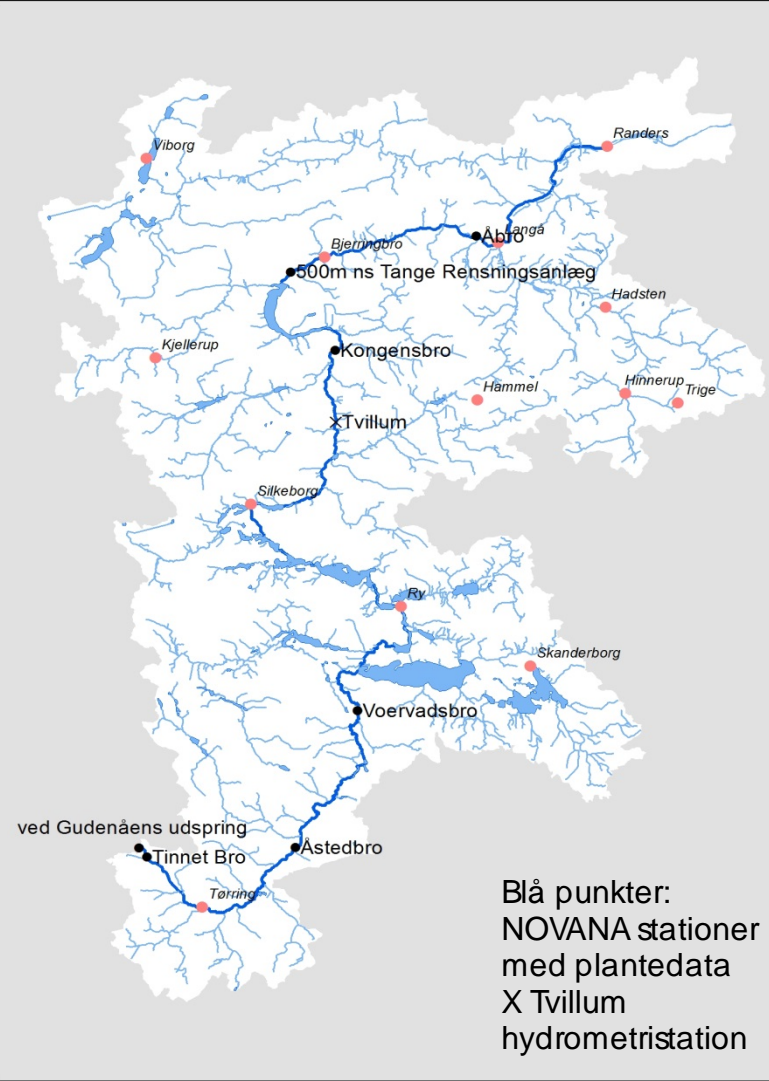 Randers
Viborg
Langå
Åbro
Bjerringbro
500m ns Tange Rensningsanlæg
Hadsten
Kjellerup
Kongensbro
Hammel
Hinnerup
Trige
Tvillum
Silkeborg
Ry
Skanderborg
Voervadsbro
ved Gudenåens udspring
Tinnet Bro
Åstedbro
Tørring
Blå punkter:
NOVANA stationer
med plantedata
X Tvillum
hydrometristation